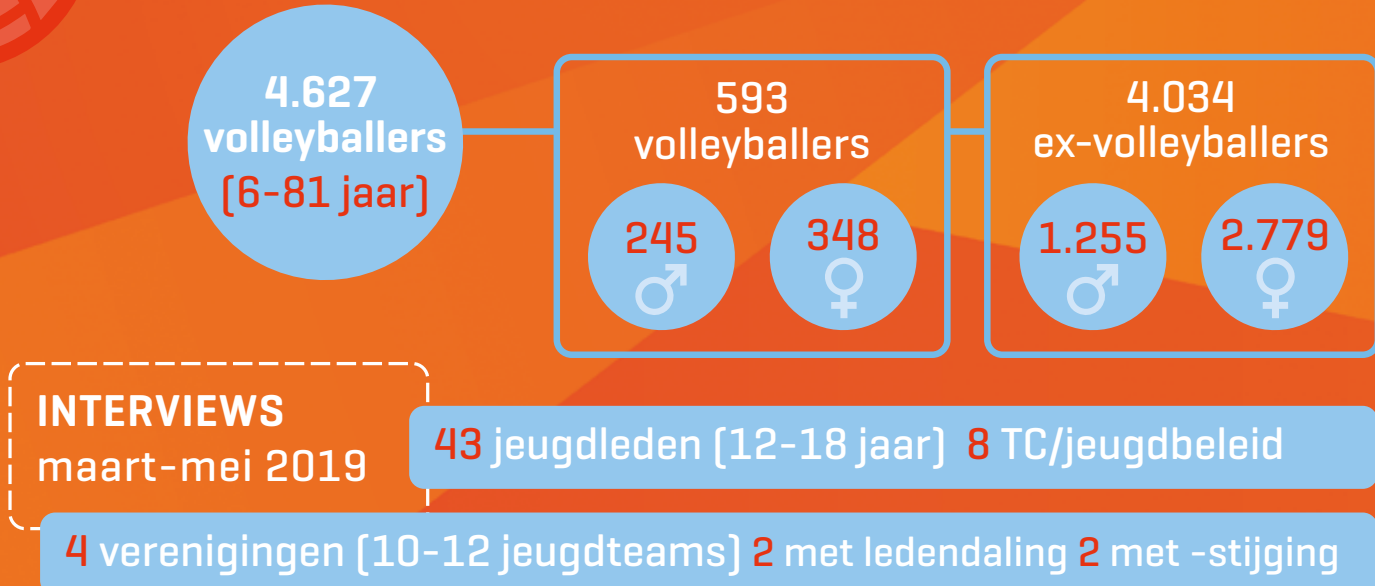 4.627
volleyballers
(6-81 jaar)
593
volleyballers
245
348
4.034
ex-volleyballers
1.255
2.779
INTERVIEWS
maart-mei 2019
43 jeugdleden (12-18 jaar) 8 TC/jeugdbeleid
4 verenigingen (10-12 jeugdteams) 2 met ledendaling 2 met -stijging